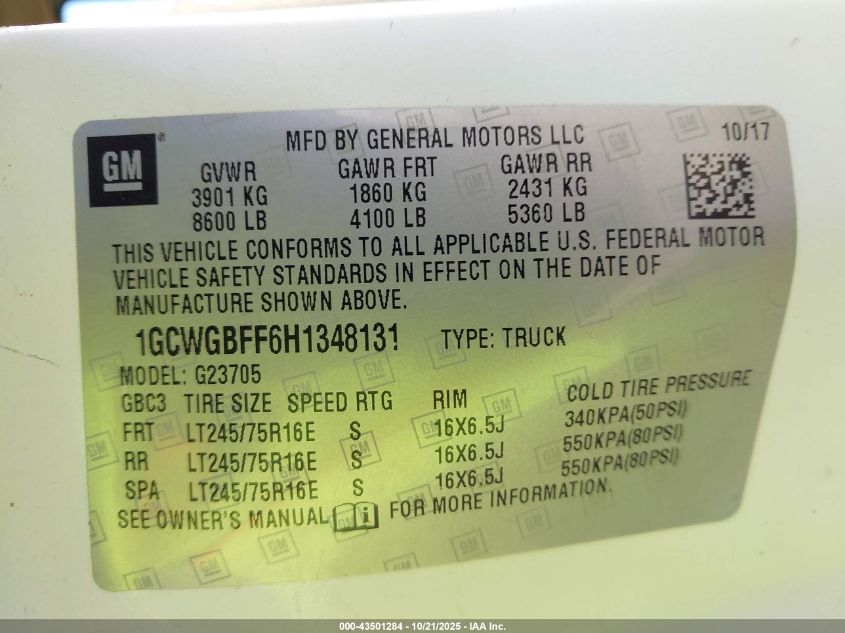 GM
MFD BY GENERAL MOTORS LLC 10/17
GVWR GAWR FRT GAWR RR
3901 KG 1860 KG 2431 KG
8600 LB 4100 LB 5360 LB
THIS VEHICLE CONFORMS TO ALL APPLICABLE U.S. FEDERAL MOTOR
VEHICLE SAFETY STANDARDS IN EFFECT ON THE DATE OF
MANUFACTURE SHOWN ABOVE.
1GCWGBFF6H1348131 TYPE: TRUCK
MODEL: G23705
GBC3 TIRE SIZE SPEED RTG RIM COLD TIRE PRESSURE
FRT LT245/75R16E S 16X6.5J 340KPA(50PSI)
RR LT245/75R16E S 16X6.5J 550KPA(80PSI)
SPA LT245/75R16E S 16X6.5J 550KPA(80PSI)
SEE OWNER'S MANUAL i FOR MORE INFORMATION.
000-43501284 - 10/21/2025 - IAA Inc.